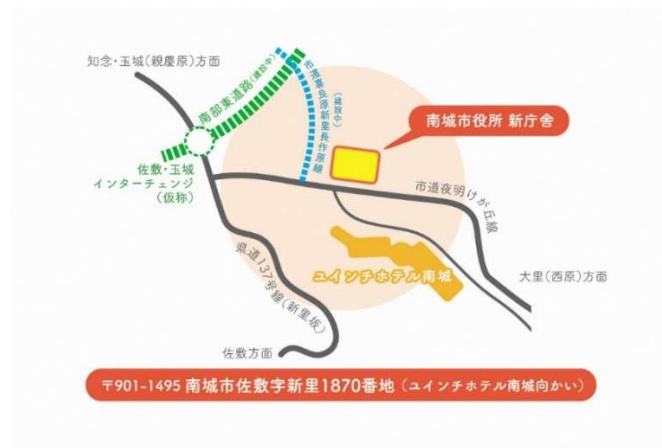 知念・玉城(親慶原)方面
南部東道路(建設中)
市道嘉良原新里長作原線
(建設中)
南城市役所 新庁舎
佐敷・玉城
インターチェンジ
(仮称)
市道夜明けが丘線
県道137号線(新里坂)
ユインチホテル南城
大里(西原)方面
佐敷方面
〒901-1495 南城市佐敷字新里1870番地(ユインチホテル南城向かい)